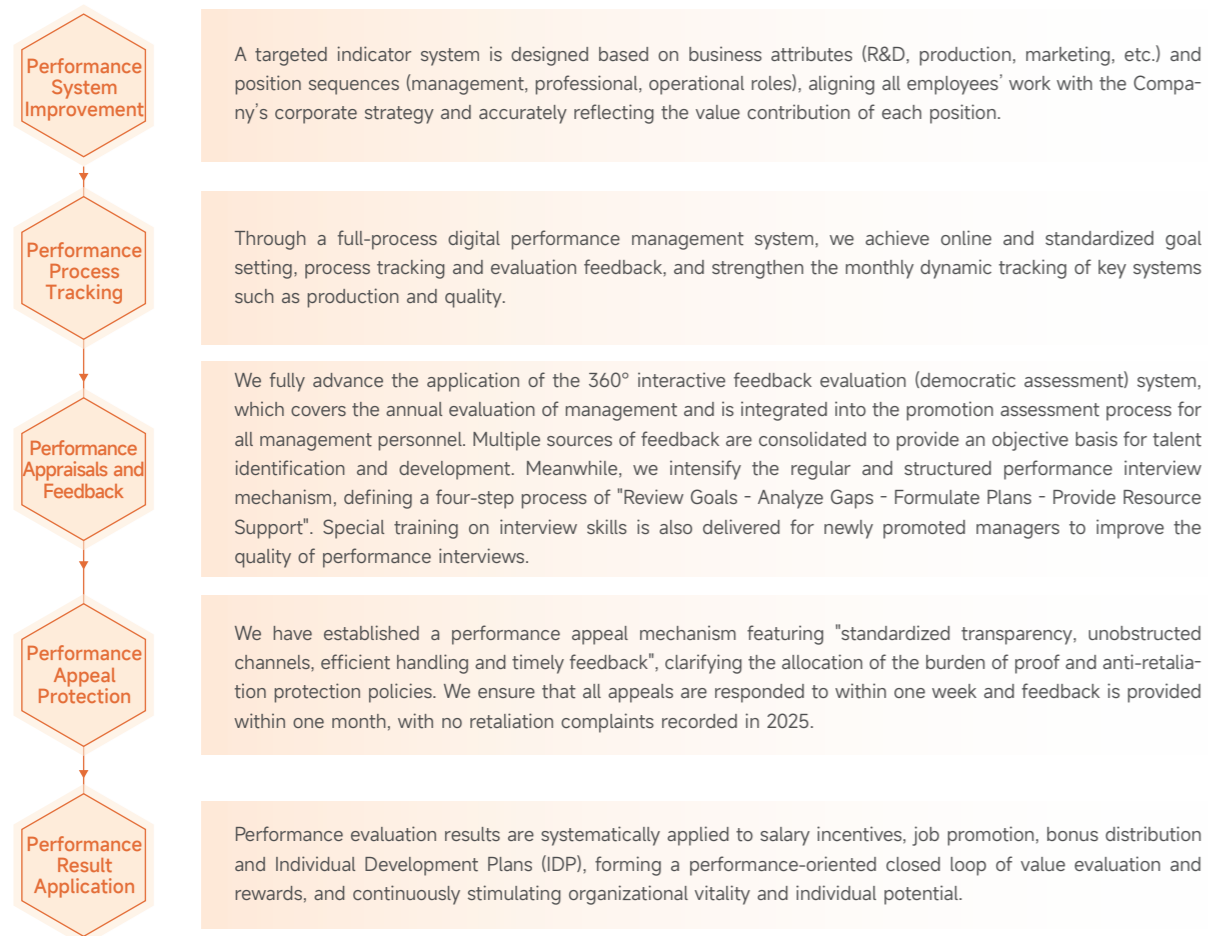 Performance
System
Improvement
A targeted indicator system is designed based on business attributes (R&D, production, marketing, etc.) and
position sequences (management, professional, operational roles), aligning all employees' work with the Compa-
ny's corporate strategy and accurately reflecting the value contribution of each position.
Performance
Process
Tracking
Through a full-process digital performance management system, we achieve online and standardized goal
setting, process tracking and evaluation feedback, and strengthen the monthly dynamic tracking of key systems
such as production and quality.
Performance
Appraisals and
Feedback
We fully advance the application of the 360° interactive feedback evaluation (democratic assessment) system,
which covers the annual evaluation of management and is integrated into the promotion assessment process for
all management personnel. Multiple sources of feedback are consolidated to provide an objective basis for talent
identification and development. Meanwhile, we intensify the regular and structured performance interview
mechanism, defining a four-step process of "Review Goals - Analyze Gaps - Formulate Plans - Provide Resource
Support". Special training on interview skills is also delivered for newly promoted managers to improve the
quality of performance interviews.
Performance
Appeal
Protection
We have established a performance appeal mechanism featuring "standardized transparency, unobstructed
channels, efficient handling and timely feedback", clarifying the allocation of the burden of proof and anti-retalia-
tion protection policies. We ensure that all appeals are responded to within one week and feedback is provided
within one month, with no retaliation complaints recorded in 2025.
Performance
Result
Application
Performance evaluation results are systematically applied to salary incentives, job promotion, bonus distribution
and Individual Development Plans (IDP), forming a performance-oriented closed loop of value evaluation and
rewards, and continuously stimulating organizational vitality and individual potential.